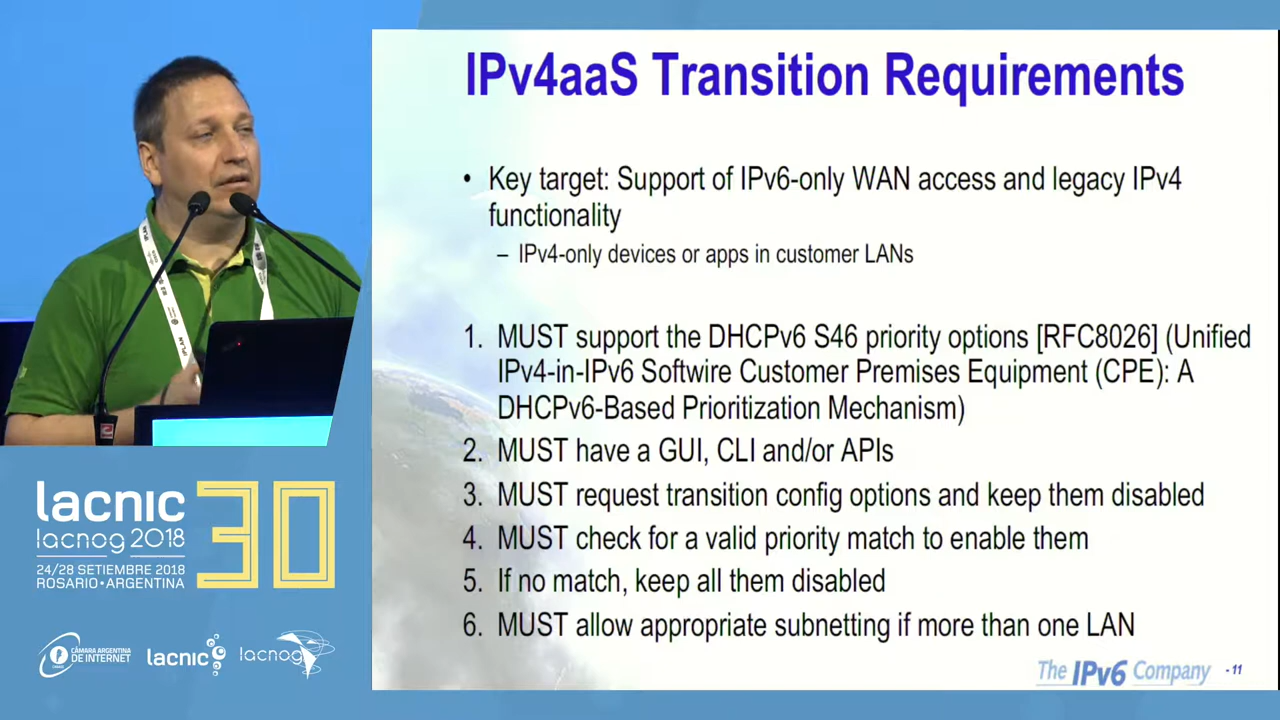 IPv4aaS Transition Requirements
• Key target: Support of IPv6-only WAN access and legacy IPv4
functionality
– IPv4-only devices or apps in customer LANs
1. MUST support the DHCPv6 S46 priority options [RFC8026] (Unified
IPv4-in-IPv6 Softwire Customer Premises Equipment (CPE): A
DHCPv6-Based Prioritization Mechanism)
2. MUST have a GUI, CLI and/or APIs
3. MUST request transition config options and keep them disabled
4. MUST check for a valid priority match to enable them
5. If no match, keep all them disabled
6. MUST allow appropriate subnetting if more than one LAN
The IPv6 Company
- 11
lacnic 30
lacnog 2018
24/28 SETIEMBRE 2018
ROSARIO • ARGENTINA
CÁMARA ARGENTINA
DE INTERNET
lacnic
lacnog